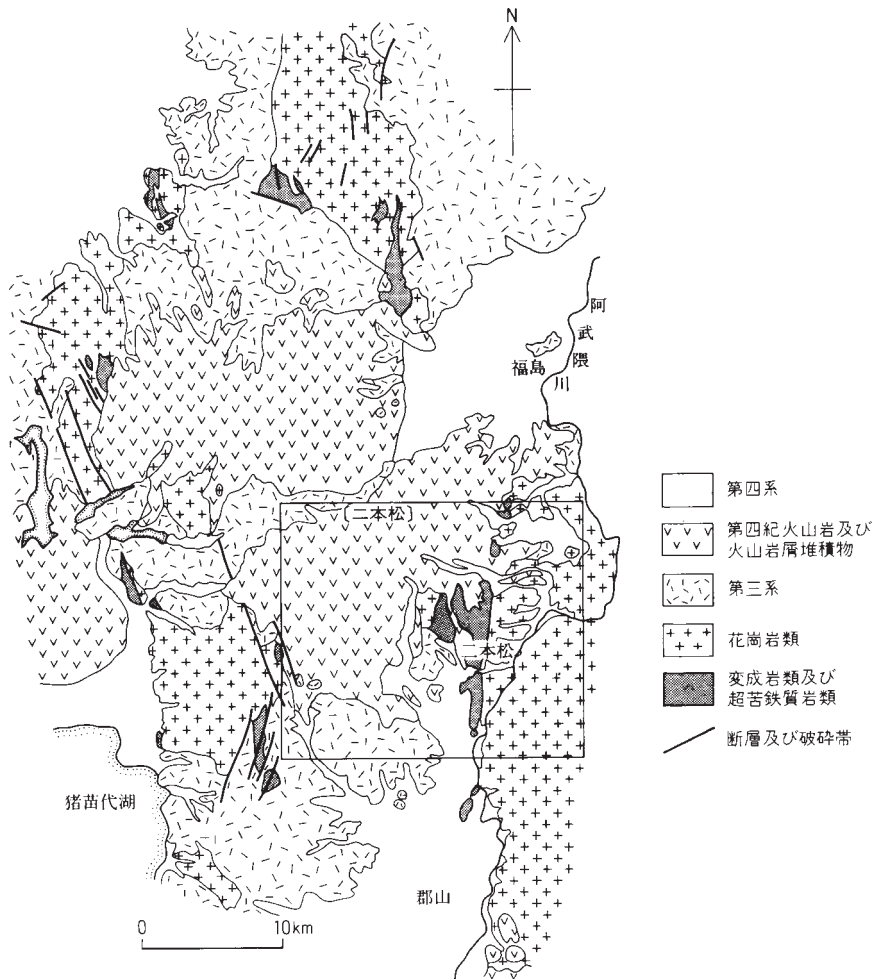 N
阿武隈川
福島
〔二本松〕
二本松
猪苗代湖
郡山
0 10km
第四系
第四紀火山岩及び
火山岩屑堆積物
第三系
花崗岩類
変成岩類及び
超苦鉄質岩類
断層及び破砕帯